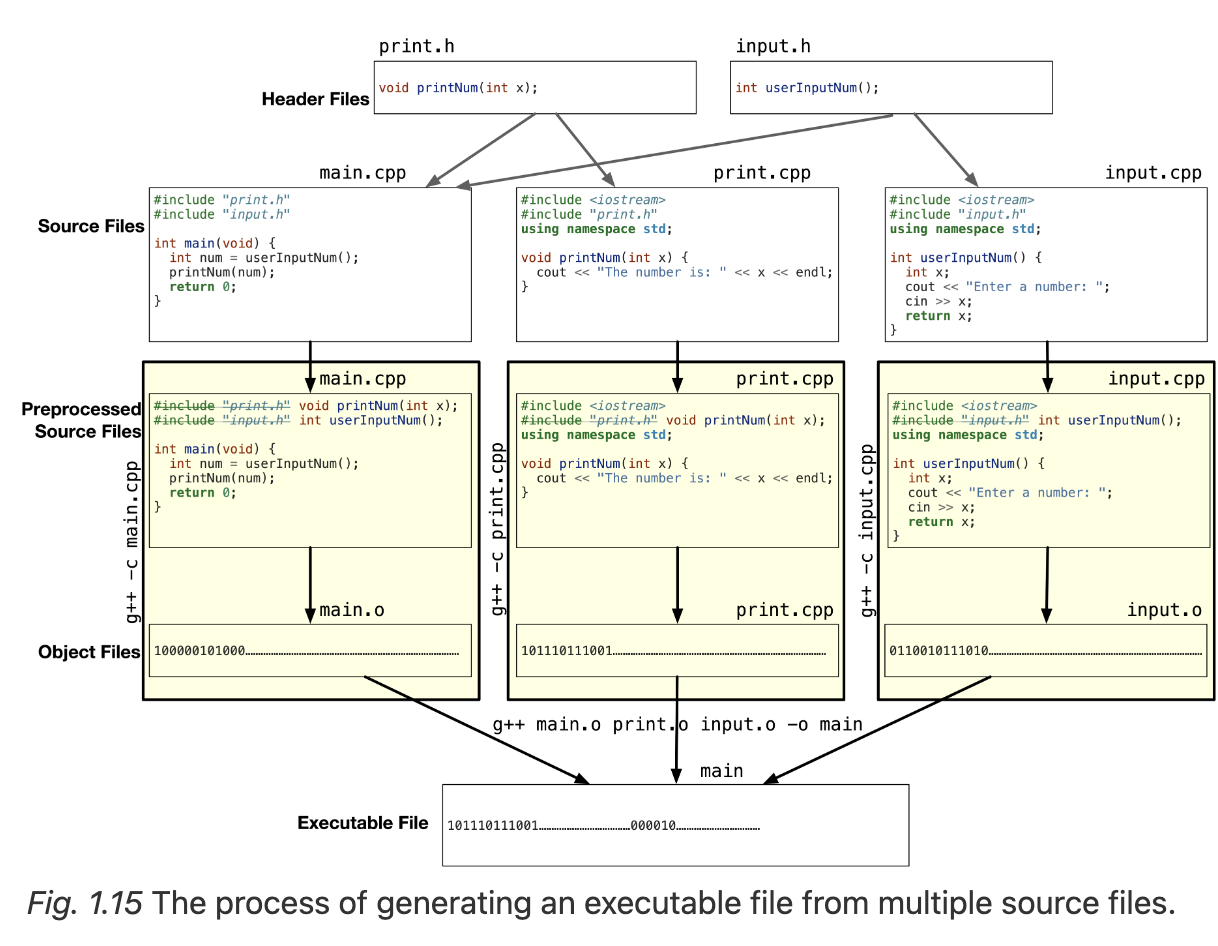 print.h
input.h
Header Files
void printNum(int x);
int userInputNum();
main.cpp
print.cpp
input.cpp
Source Files
#include "print.h"
#include "input.h"
int main(void) {
int num = userInputNum();
printNum(num);
return 0;
}
#include <iostream>
#include "print.h"
using namespace std;
void printNum(int x) {
cout << "The number is: " << x << endl;
}
#include <iostream>
#include "input.h"
using namespace std;
int userInputNum() {
int x;
cout << "Enter a number: ";
cin >> x;
return x;
}
Preprocessed
Source Files
g++ -c main.cpp
main.cpp
#include "print.h" void printNum(int x);
#include "input.h" int userInputNum();
int main(void) {
int num = userInputNum();
printNum(num);
return 0;
}
g++ -c print.cpp
print.cpp
#include <iostream>
#include "print.h" void printNum(int x);
using namespace std;
void printNum(int x) {
cout << "The number is: " << x << endl;
}
g++ -c input.cpp
input.cpp
#include <iostream>
#include "input.h" int userInputNum();
using namespace std;
int userInputNum() {
int x;
cout << "Enter a number: ";
cin >> x;
return x;
}
Object Files
main.o
100000101000……………………………………………………………
print.cpp
101110111001……………………………………………………………
input.o
0110010111010……………………………………………………………
g++ main.o print.o input.o -o main
main
Executable File
101110111001…………………………000010………………………
Fig. 1.15 The process of generating an executable file from multiple source files.